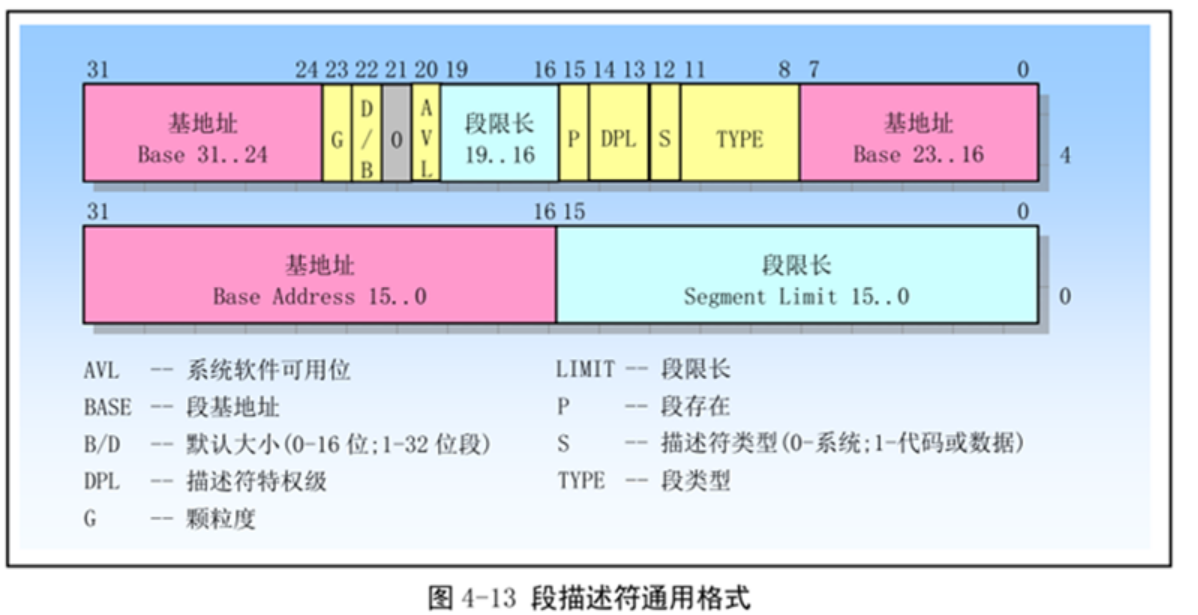 31 24 23 22 21 20 19 16 15 14 13 12 11 8 7 0
基地址 Base 31..24 G D/B 0 AVL 段限长 19..16 P DPL S TYPE 基地址 Base 23..16 4
31 16 15 0
基地址 段限长
Base Address 15..0 Segment Limit 15..0 0
AVL -- 系统软件可用位 LIMIT -- 段限长
BASE -- 段基地址 P -- 段存在
B/D -- 默认大小(0-16 位;1-32 位段) S -- 描述符类型(0-系统;1-代码或数据)
DPL -- 描述符特权级 TYPE -- 段类型
G -- 颗粒度
图 4-13 段描述符通用格式